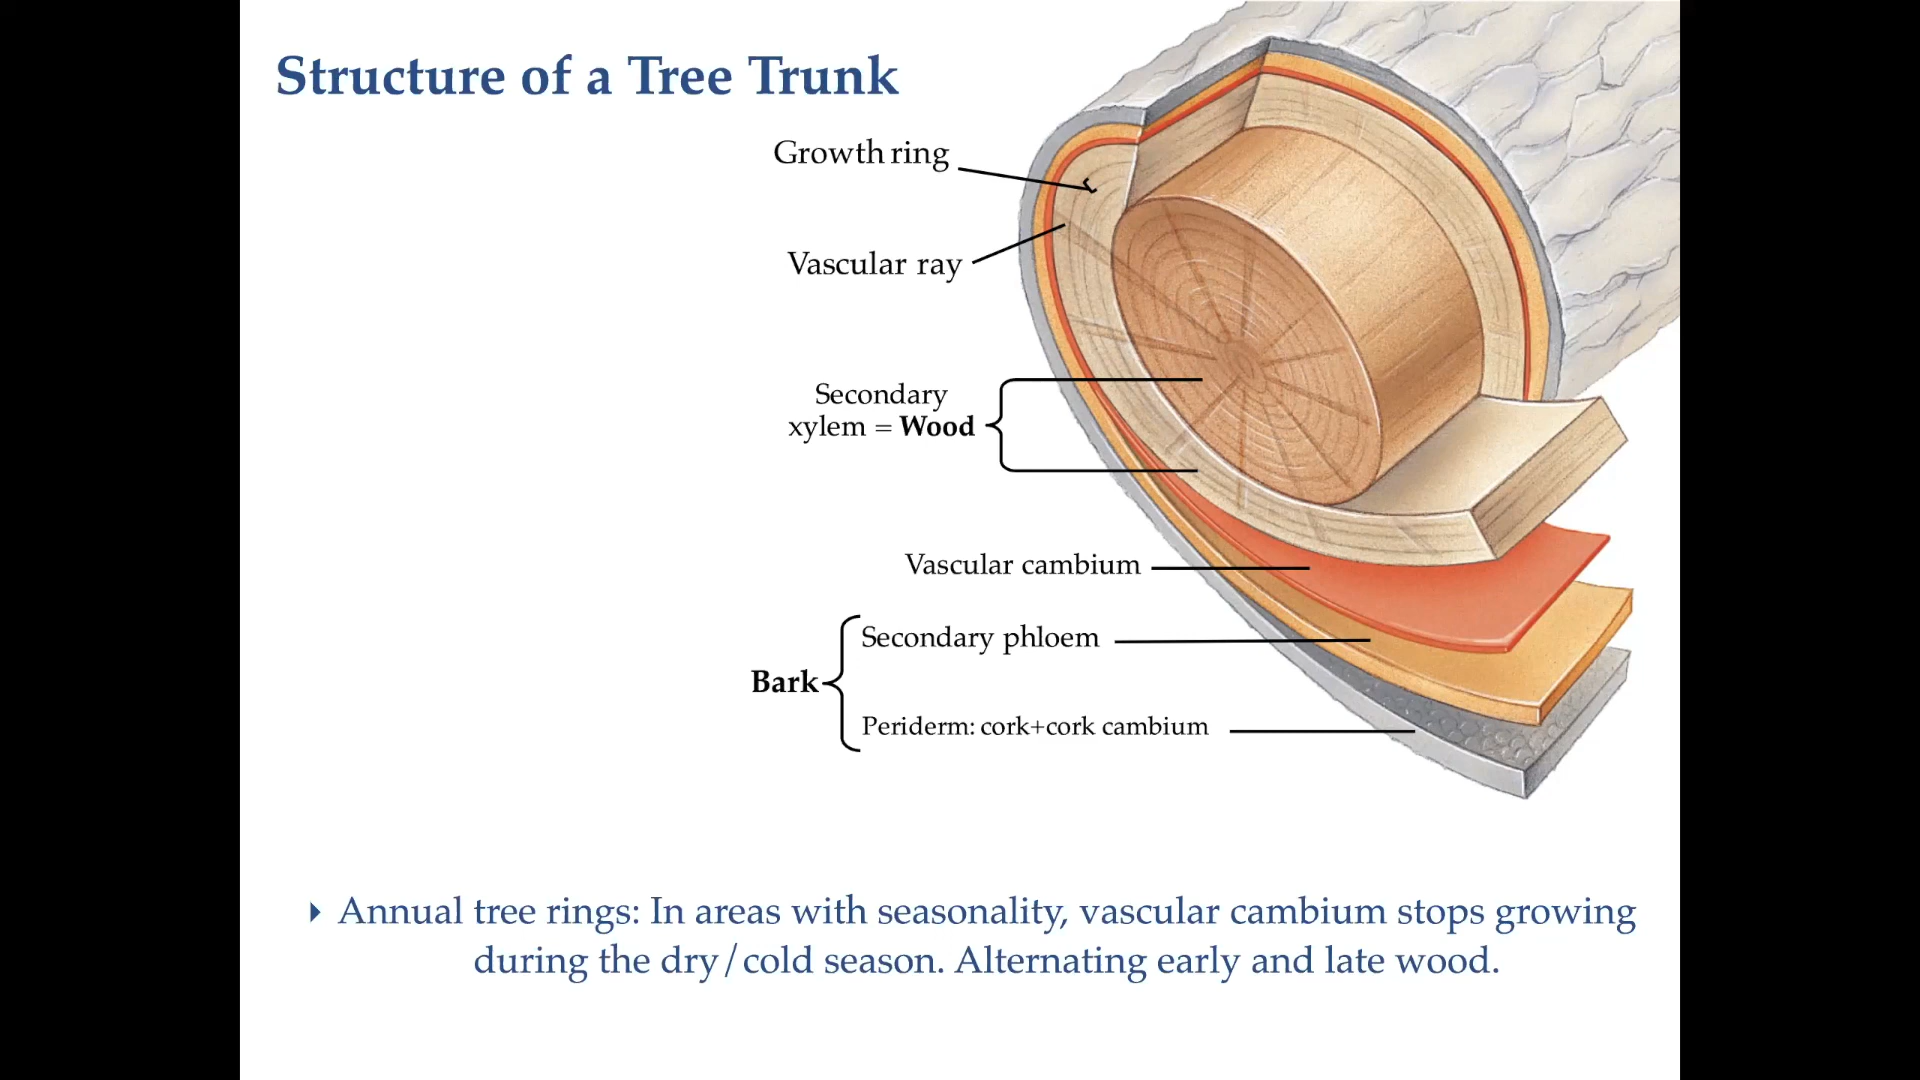 Structure of a Tree Trunk
Growth ring
Vascular ray
Secondary
xylem = Wood
Vascular cambium
Secondary phloem
Bark
Periderm: cork+cork cambium
‣ Annual tree rings: In areas with seasonality, vascular cambium stops growing
during the dry/cold season. Alternating early and late wood.